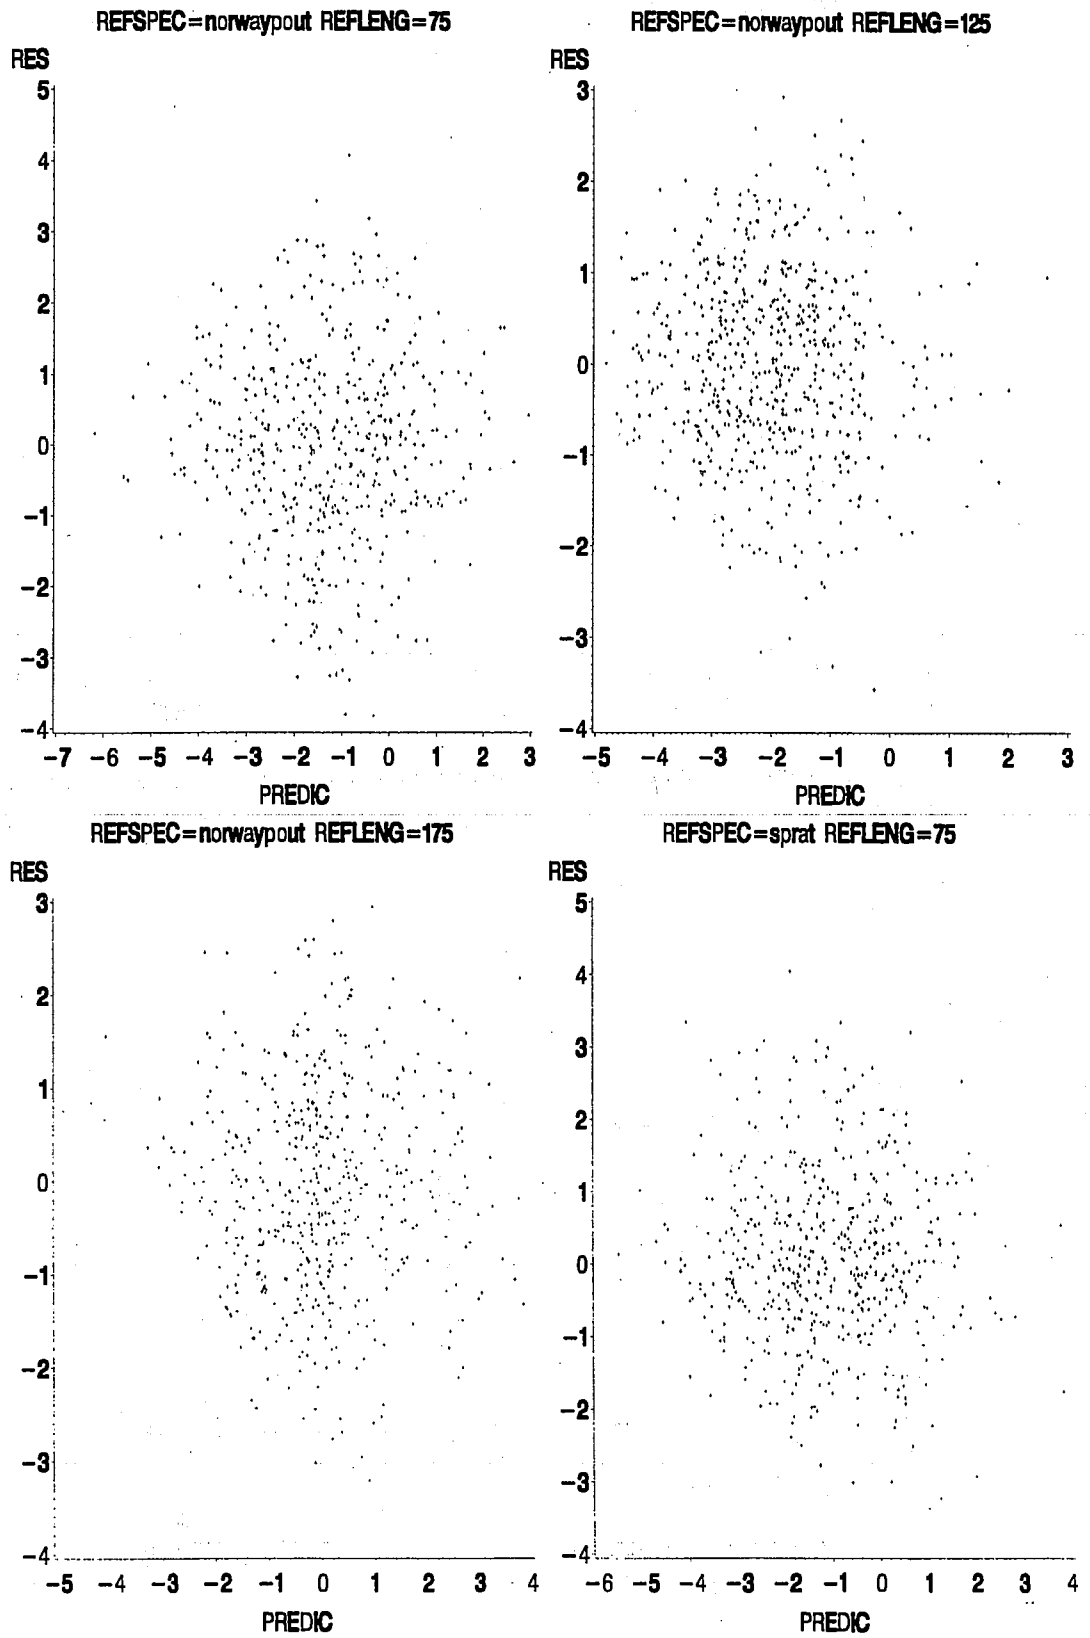 REFSPEC=norwaypout REFLENG=75
RES
5
4
3
2
1
0
−1
−2
−3
−4
−7 −6 −5 −4 −3 −2 −1 0 1 2 3
PREDIC
REFSPEC=norwaypout REFLENG=125
RES
3
2
1
0
−1
−2
−3
−4
−5 −4 −3 −2 −1 0 1 2 3
PREDIC
REFSPEC=norwaypout REFLENG=175
RES
3
2
1
0
−1
−2
−3
−4
−5 −4 −3 −2 −1 0 1 2 3 4
PREDIC
REFSPEC=sprat REFLENG=75
RES
5
4
3
2
1
0
−1
−2
−3
−4
−6 −5 −4 −3 −2 −1 0 1 2 3 4
PREDIC